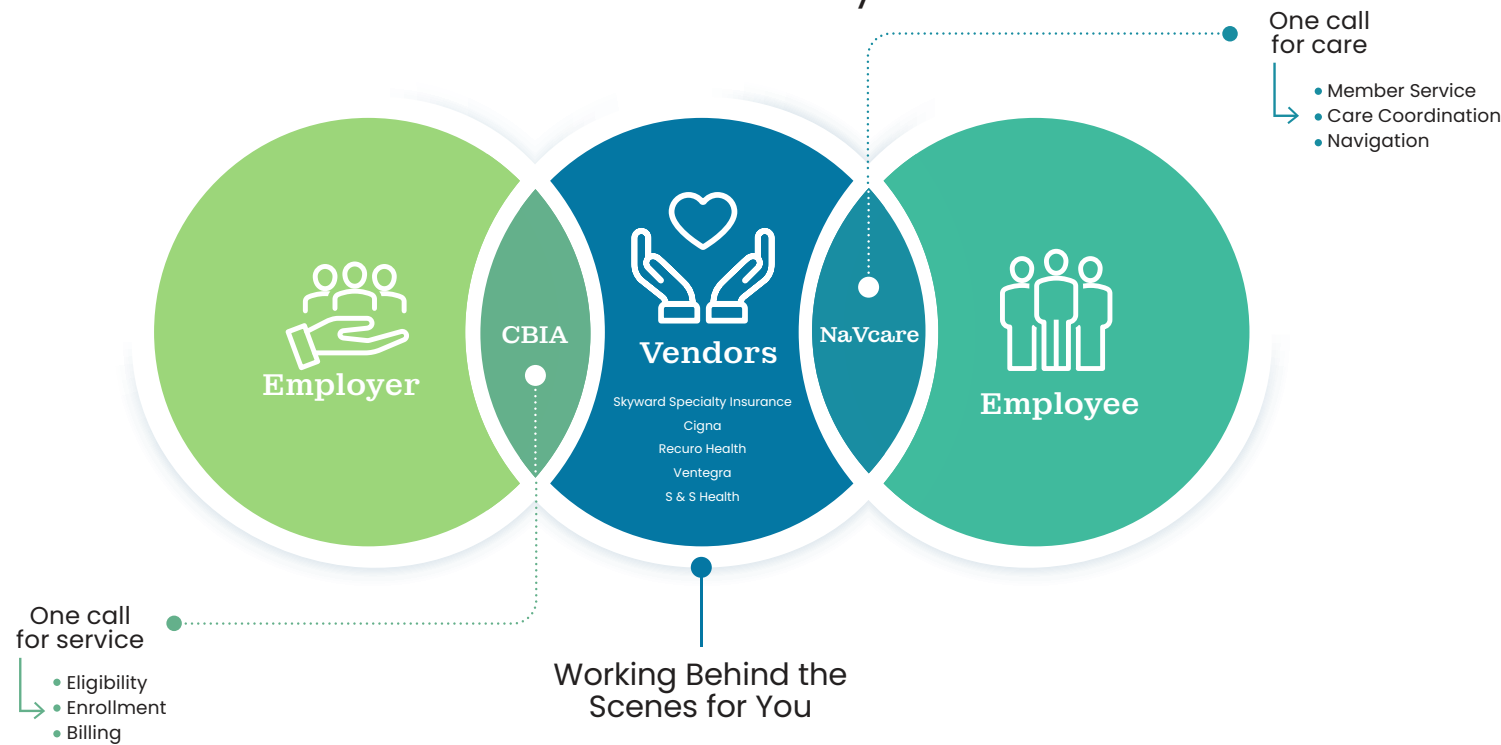 One call
for care
Member Service
Care Coordination
Navigation
Employer
CBIA
Vendors
Skyward Specialty Insurance
Cigna
Recuro Health
Ventegra
S & S Health
NaVcare
Employee
One call
for service
Eligibility
Enrollment
Billing
Working Behind the
Scenes for You